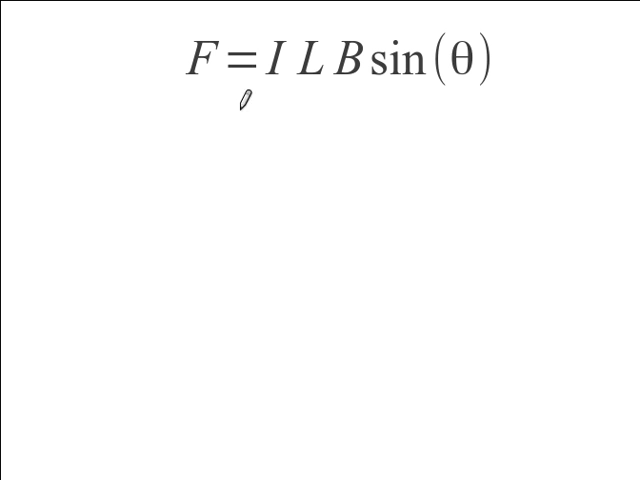 F = I L B sin (θ)